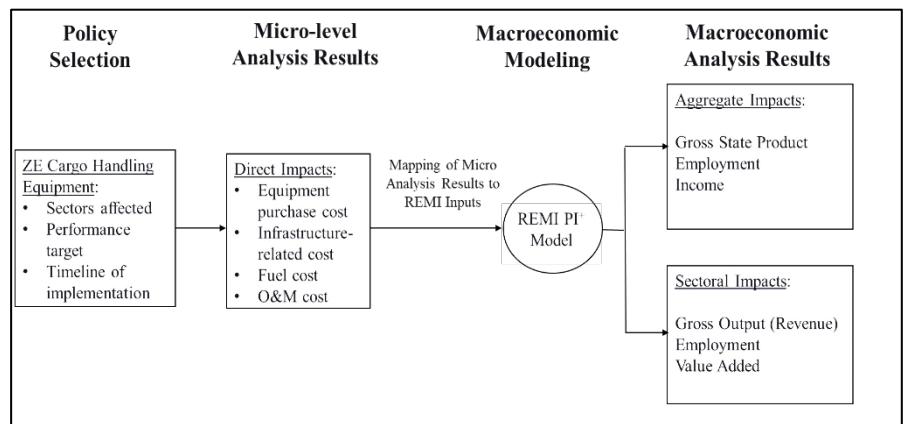 Policy
Selection
Micro-level
Analysis Results
Macroeconomic
Modeling
Macroeconomic
Analysis Results
ZE Cargo Handling
Equipment:
• Sectors affected
• Performance
target
• Timeline of
implementation
Direct Impacts:
• Equipment
purchase cost
• Infrastructure-
related cost
• Fuel cost
• O&M cost
Mapping of Micro
Analysis Results to
REMI Inputs
REMI PI⁺
Model
Aggregate Impacts:
Gross State Product
Employment
Income
Sectoral Impacts:
Gross Output (Revenue)
Employment
Value Added